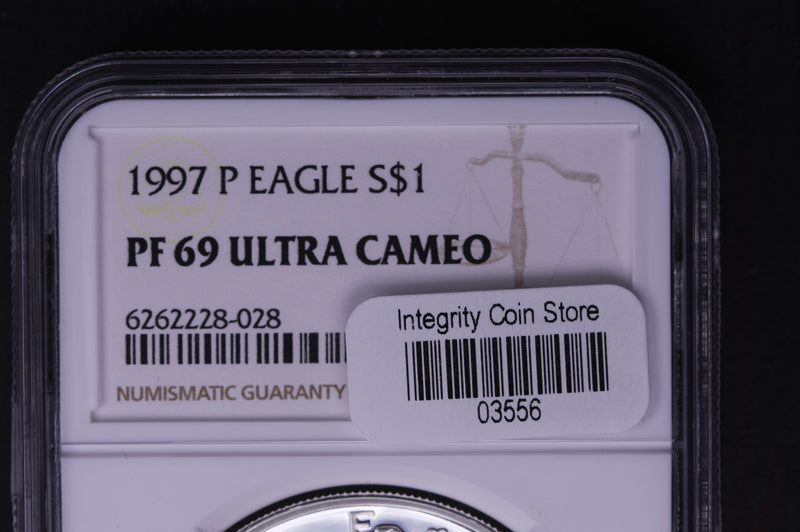 1997 P EAGLE S$1
PF 69 ULTRA CAMEO
6262228-028
NUMISMATIC GUARANTY
Integrity Coin Store
03556